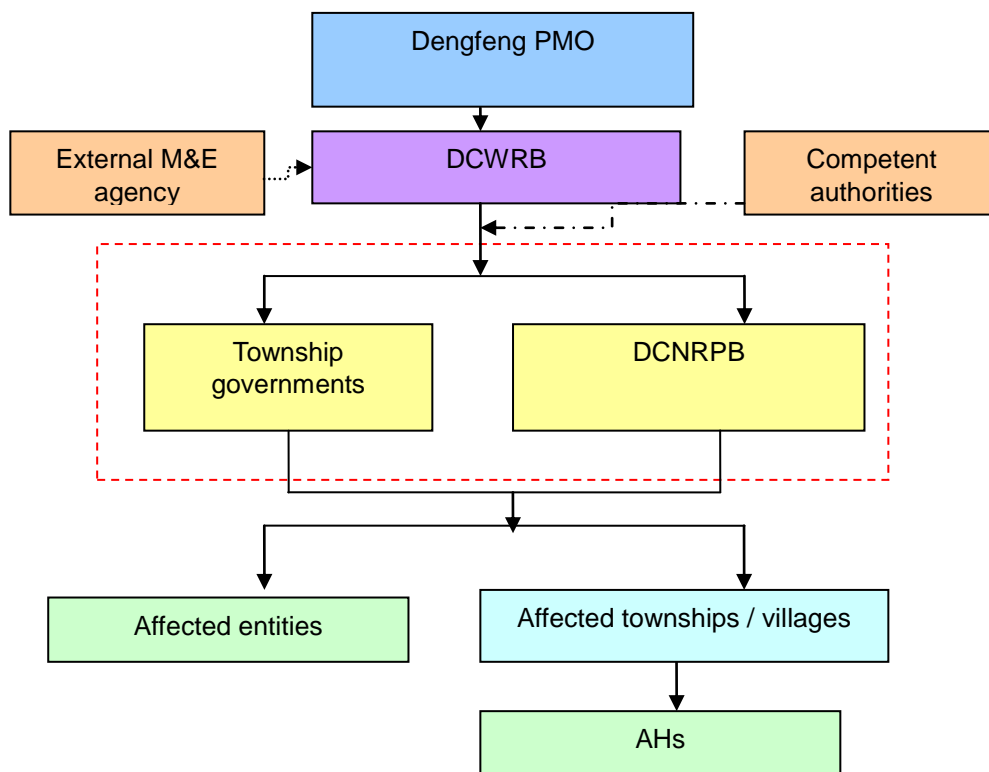 Dengfeng PMO
External M&E
agency
DCWRB
Competent
authorities
Township
governments
DCNRPB
Affected entities
Affected townships / villages
AHs